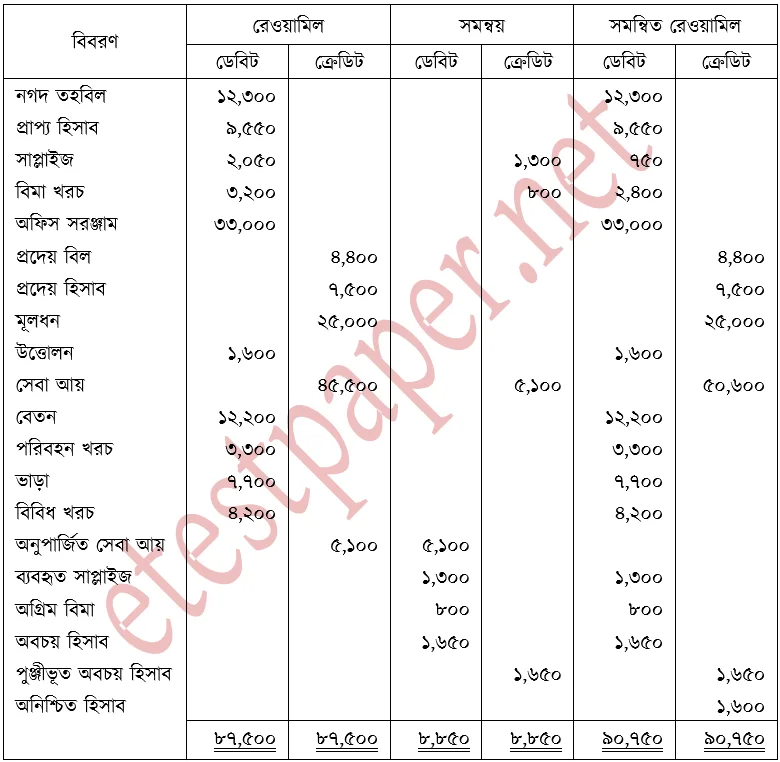 বিবরণ রেওয়ামিল সমন্বয় সমন্বিত রেওয়ামিল
ডেবিট ক্রেডিট ডেবিট ক্রেডিট ডেবিট ক্রেডিট
নগদ তহবিল ১২,৩০০ ১২,৩০০
প্রাপ্য হিসাব ৯,৫৫০ ৯,৫৫০
সাপ্লাইজ ২,০৫০ ১,৩০০ ৭৫০
বিমা খরচ ৩,২০০ ৮০০ ২,৪০০
অফিস সরঞ্জাম ৩৩,০০০ ৩৩,০০০
প্রদেয় বিল ৪,৪০০ ৪,৪০০
প্রদেয় হিসাব ৭,৫০০ ৭,৫০০
মূলধন ২৫,০০০ ২৫,০০০
উত্তোলন ১,৬০০ ১,৬০০
সেবা আয় ৪৫,৫০০ ৫,১০০ ৫০,৬০০
বেতন ১২,২০০ ১২,২০০
পরিবহন খরচ ৩,৩০০ ৩,৩০০
ভাড়া ৭,৭০০ ৭,৭০০
বিবিধ খরচ ৪,২০০ ৪,২০০
অনুপার্জিত সেবা আয় ৫,১০০ ৫,১০০
ব্যবহৃত সাপ্লাইজ ১,৩০০ ১,৩০০
অগ্রিম বিমা ৮০০ ৮০০
অবচয় হিসাব ১,৬৫০ ১,৬৫০
পুঞ্জীভূত অবচয় হিসাব ১,৬৫০ ১,৬৫০
অনিশ্চিত হিসাব ১,৬০০
৮৭,৫০০ ৮৭,৫০০ ৮,৮৫০ ৮,৮৫০ ৯০,৭৫০ ৯০,৭৫০
etestpaper.net